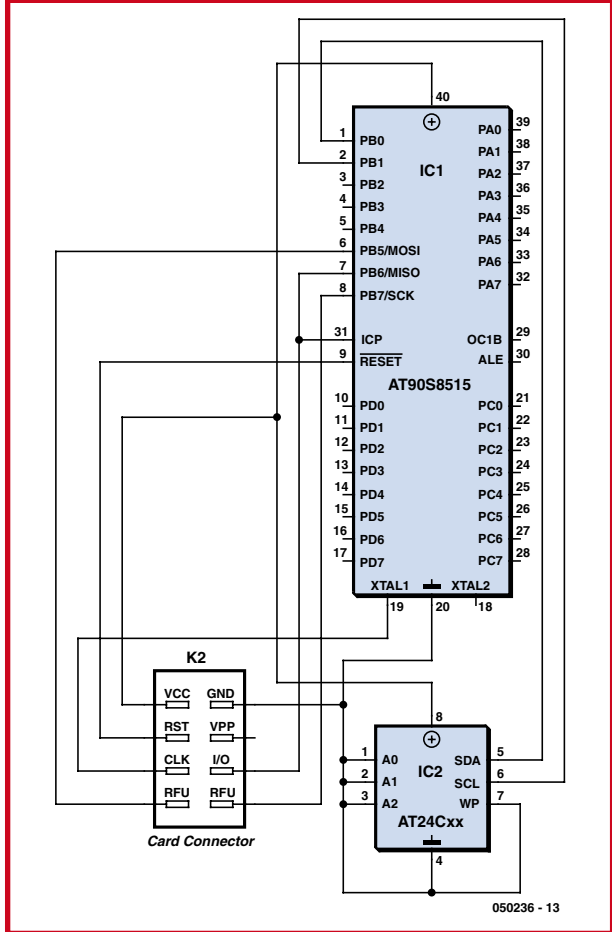 40
1 PB0 PA0 39
2 PB1 IC1 PA1 38
3 PB2 PA2 37
4 PB3 PA3 36
5 PB4 PA4 35
6 PB5/MOSI PA5 34
7 PB6/MISO PA6 33
8 PB7/SCK PA7 32
31 ICP OC1B 29
9 RESET ALE 30
AT90S8515
10 PD0 PC0 21
11 PD1 PC1 22
12 PD2 PC2 23
13 PD3 PC3 24
14 PD4 PC4 25
15 PD5 PC5 26
16 PD6 PC6 27
17 PD7 PC7 28
XTAL1 XTAL2
19 20 18
K2
VCC GND
RST VPP
CLK I/O
RFU RFU
Card Connector
8
1 A0 SDA 5
2 A1 IC2 SCL 6
3 A2 WP 7
AT24Cxx
4
050236 - 13